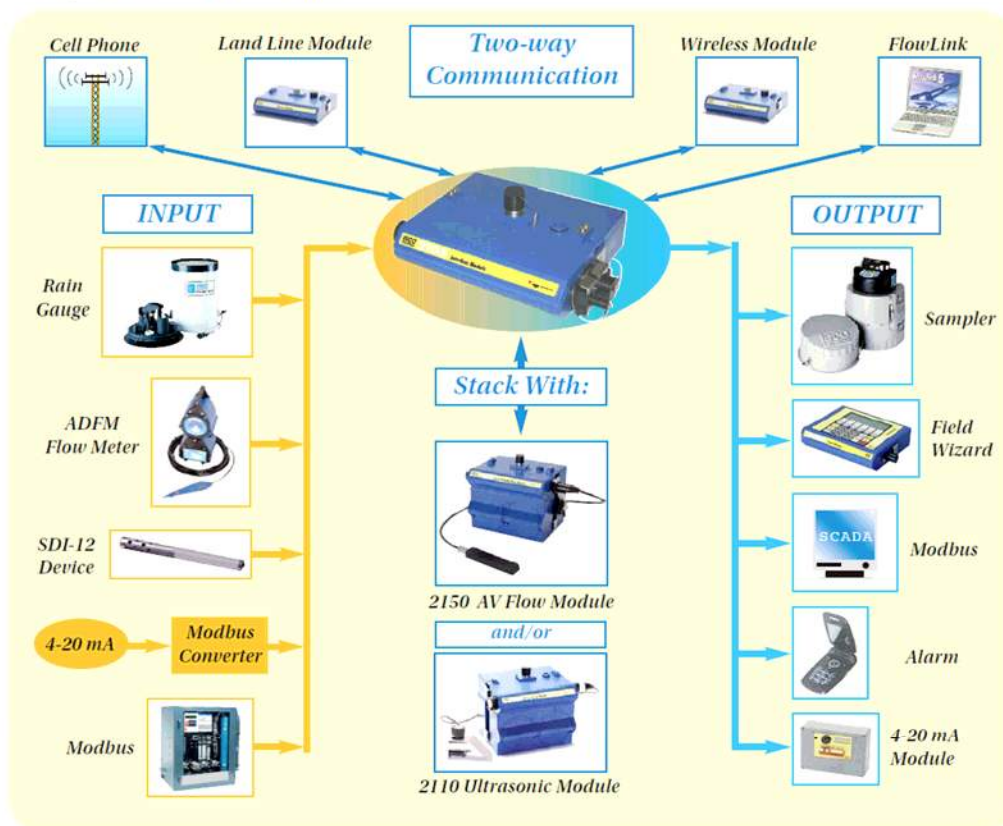 Cell Phone
Land Line Module
Two-way
Communication
Wireless Module
FlowLink
INPUT
OUTPUT
Rain
Gauge
Sampler
Stack With:
ADFM
Flow Meter
Field
Wizard
SDI-12
Device
SCADA
Modbus
2150 AV Flow Module
and/or
4-20 mA
Modbus
Converter
Alarm
Modbus
4-20 mA
Module
2110 Ultrasonic Module